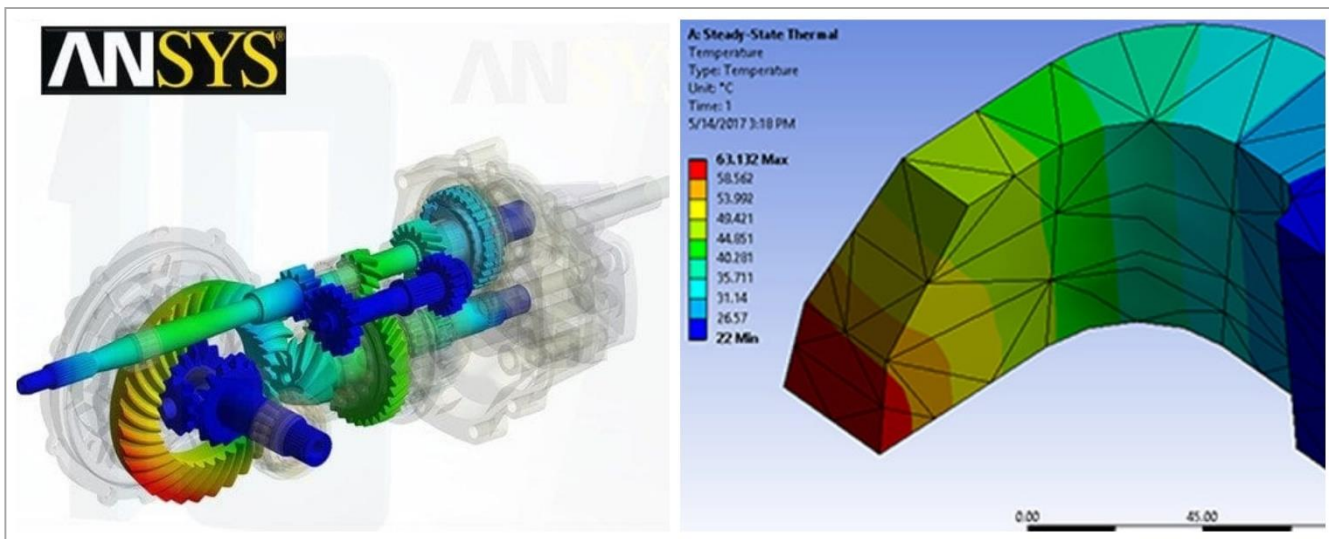 ANSYS®
ANSYS
A: Steady-State Thermal
Temperature
Type: Temperature
Unit: °C
Time: 1
5/14/2017 3:18 PM
63.132 Max
58.562
53.992
49.421
44.851
40.281
35.711
31.14
26.57
22 Min
0.00
45.00